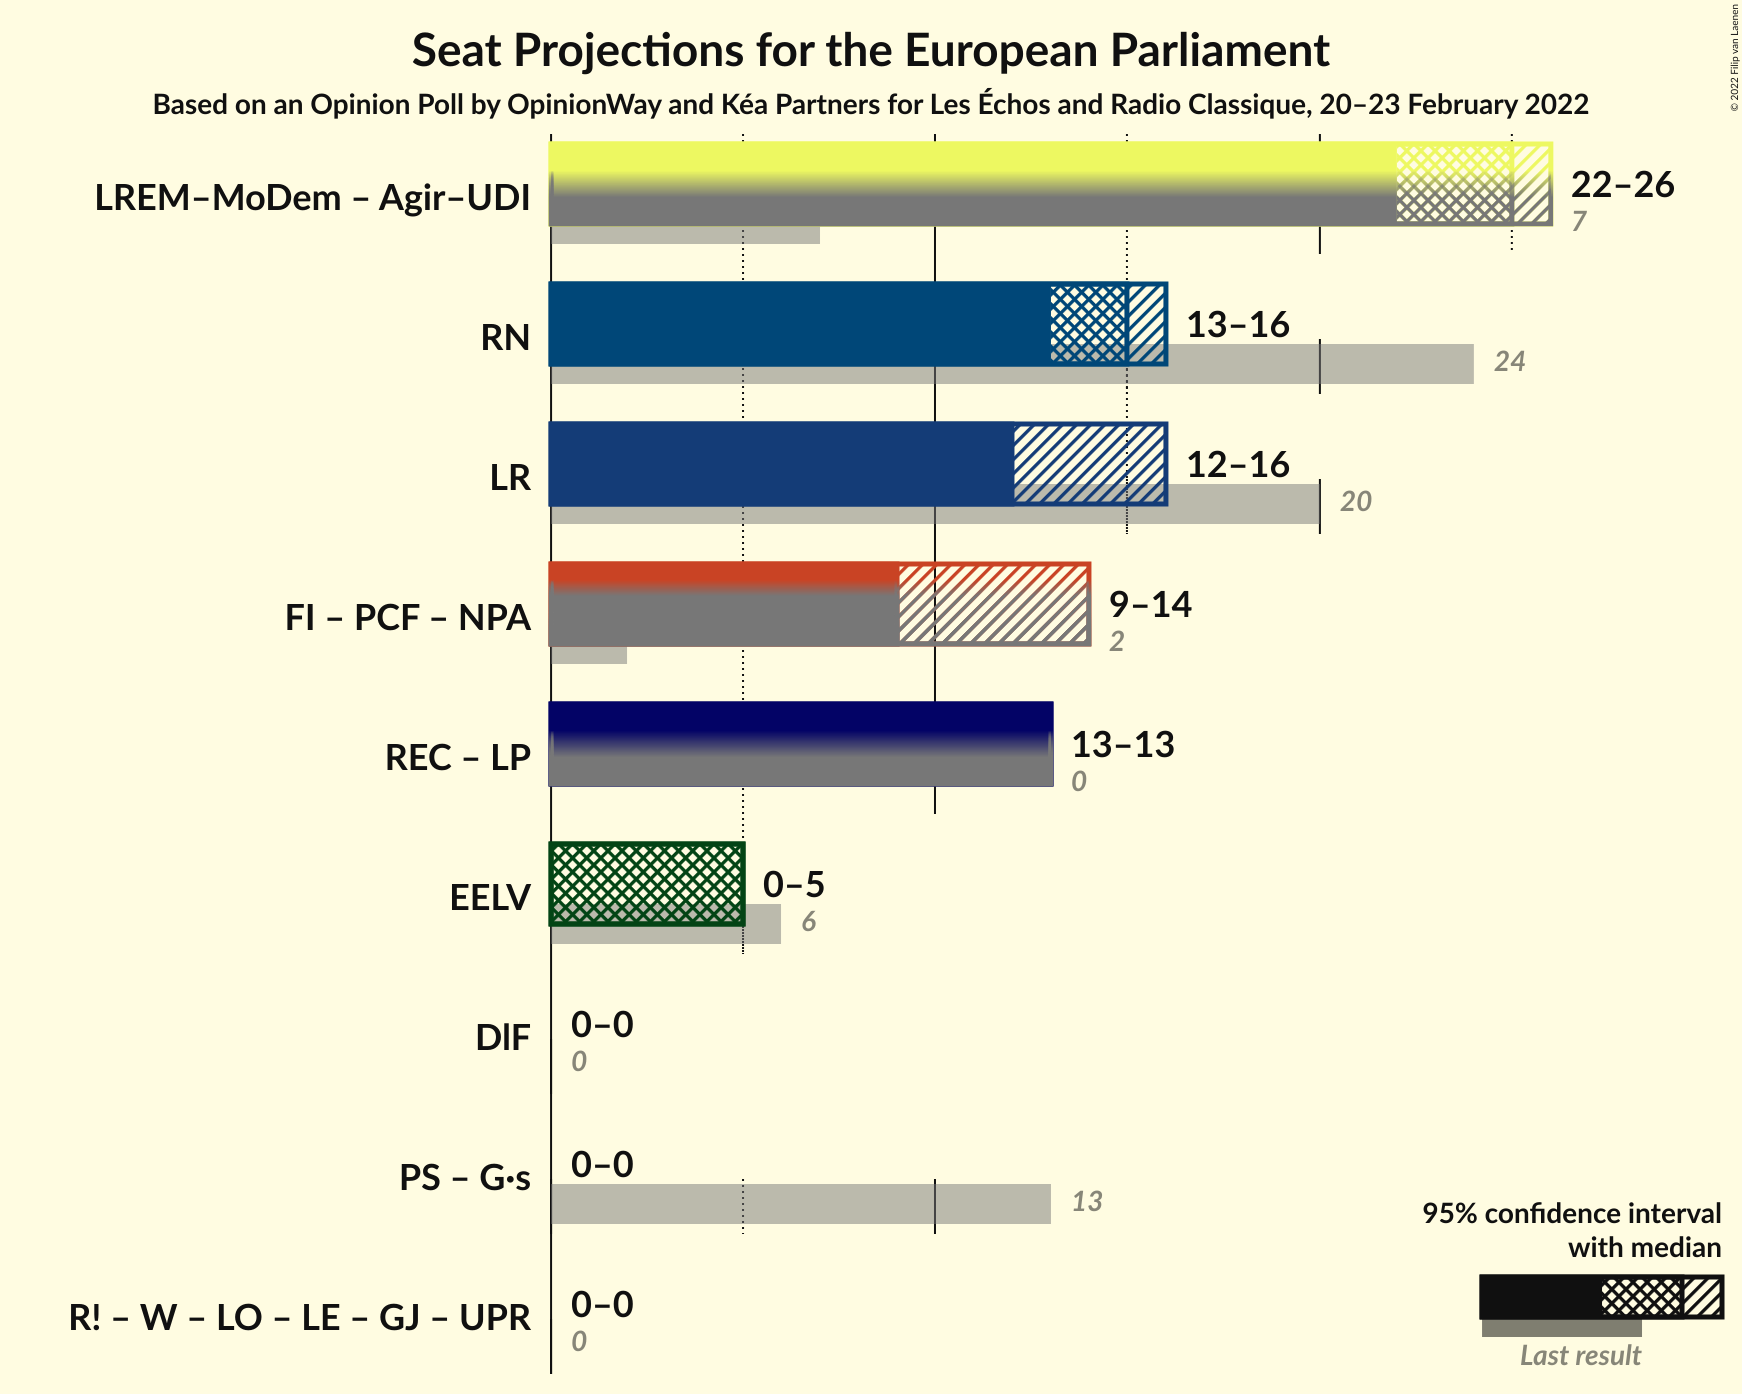 Seat Projections for the European Parliament
Based on an Opinion Poll by OpinionWay and Kéa Partners for Les Échos and Radio Classique, 20–23 February 2022
© 2022 Filip van Laenen
LREM–MoDem – Agir–UDI
22–26
7
RN
13–16
24
LR
12–16
20
FI – PCF – NPA
9–14
2
REC – LP
13–13
0
EELV
0–5
6
DlF
0–0
0
PS – G·s
0–0
13
R! – W – LO – LE – GJ – UPR
0–0
0
95% confidence interval
with median
Last result